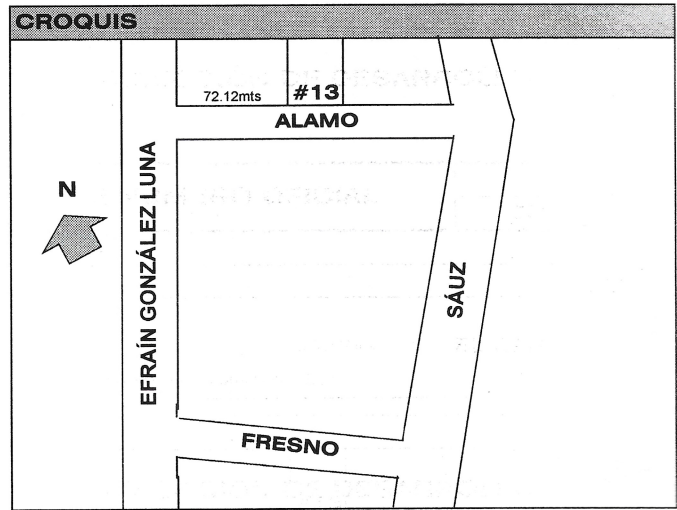 CROQUIS
72.12mts
#13
ALAMO
N
EFRAÍN GONZÁLEZ LUNA
SÁUZ
FRESNO